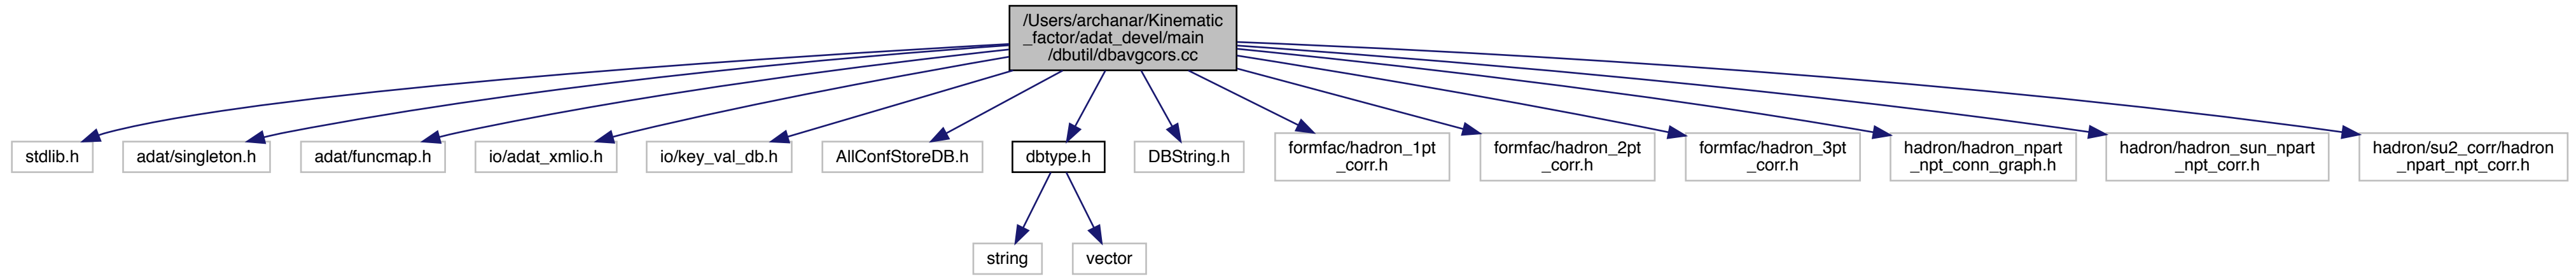 /Users/archanar/Kinematic
_factor/adat_devel/main
/dbutil/dbavgcors.cc
stdlib.h
adat/singleton.h
adat/funcmap.h
io/adat_xmlio.h
io/key_val_db.h
AllConfStoreDB.h
dbtype.h
DBString.h
formfac/hadron_1pt
_corr.h
formfac/hadron_2pt
_corr.h
formfac/hadron_3pt
_corr.h
hadron/hadron_npart
_npt_conn_graph.h
hadron/hadron_sun_npart
_npt_corr.h
hadron/su2_corr/hadron
_npart_npt_corr.h
string
vector